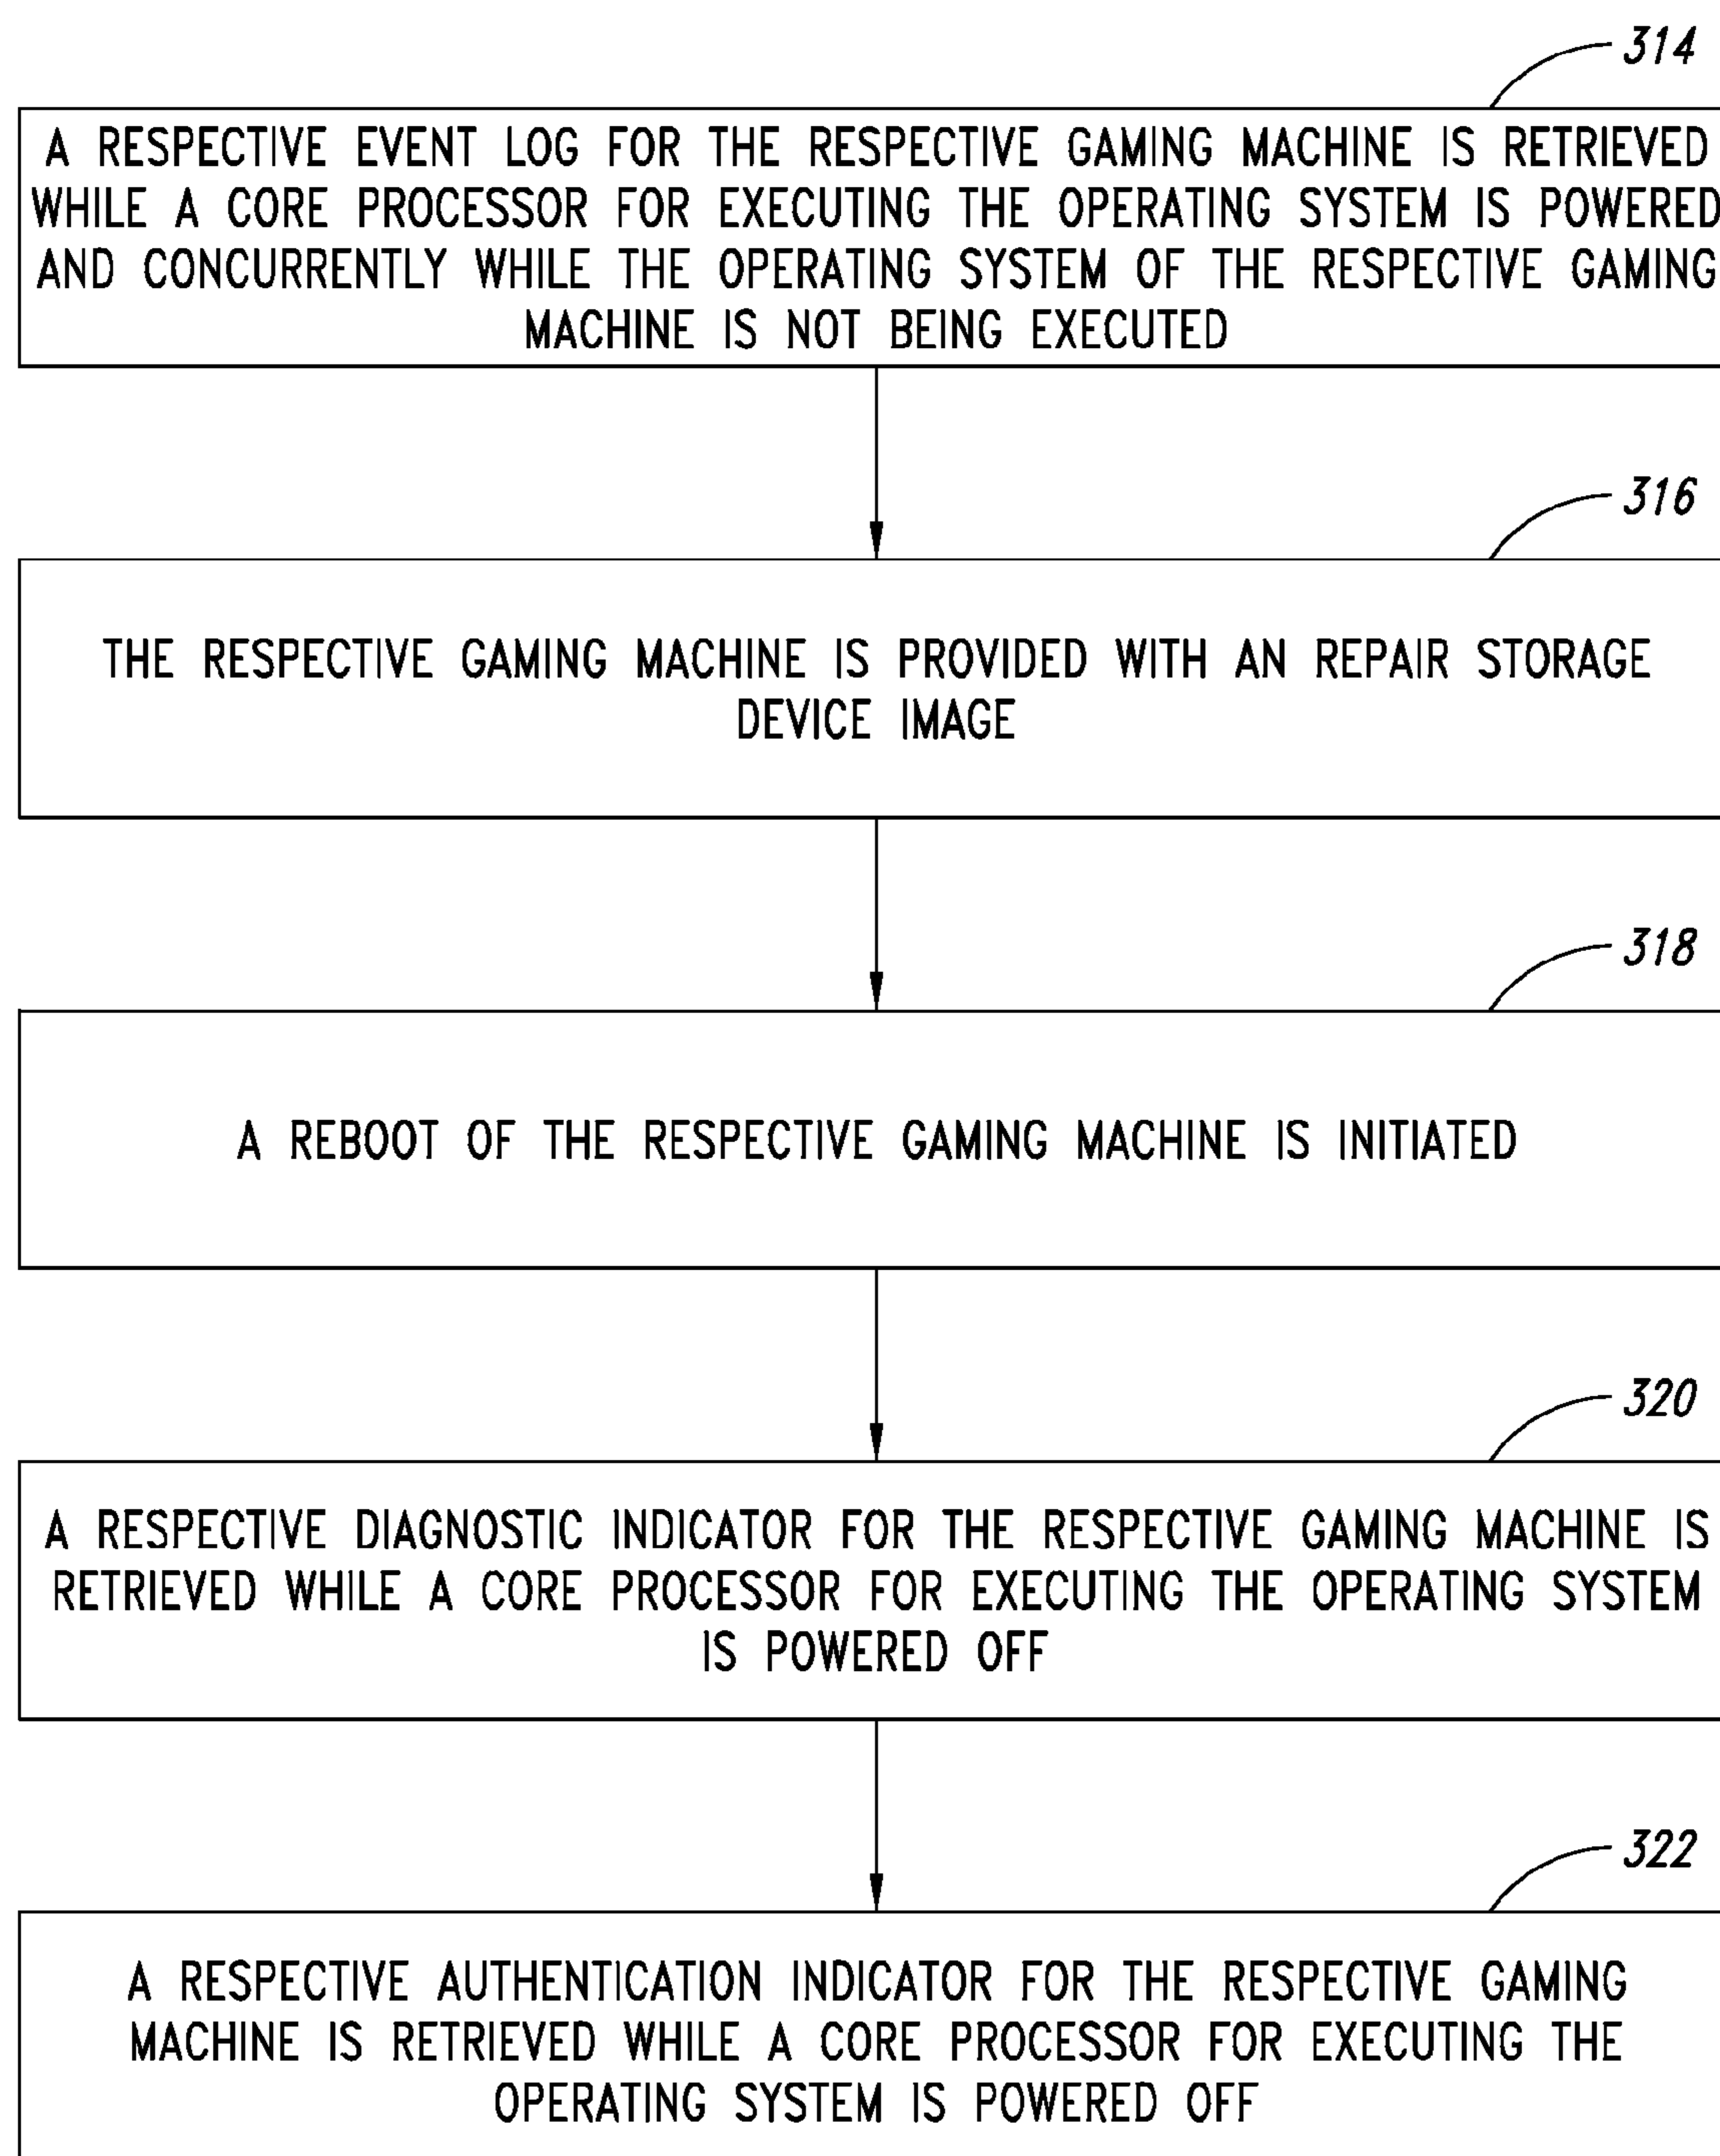 314
A RESPECTIVE EVENT LOG FOR THE RESPECTIVE GAMING MACHINE IS RETRIEVED
WHILE A CORE PROCESSOR FOR EXECUTING THE OPERATING SYSTEM IS POWERED
AND CONCURRENTLY WHILE THE OPERATING SYSTEM OF THE RESPECTIVE GAMING
MACHINE IS NOT BEING EXECUTED
316
THE RESPECTIVE GAMING MACHINE IS PROVIDED WITH AN REPAIR STORAGE
DEVICE IMAGE
318
A REBOOT OF THE RESPECTIVE GAMING MACHINE IS INITIATED
320
A RESPECTIVE DIAGNOSTIC INDICATOR FOR THE RESPECTIVE GAMING MACHINE IS
RETRIEVED WHILE A CORE PROCESSOR FOR EXECUTING THE OPERATING SYSTEM
IS POWERED OFF
322
A RESPECTIVE AUTHENTICATION INDICATOR FOR THE RESPECTIVE GAMING
MACHINE IS RETRIEVED WHILE A CORE PROCESSOR FOR EXECUTING THE
OPERATING SYSTEM IS POWERED OFF